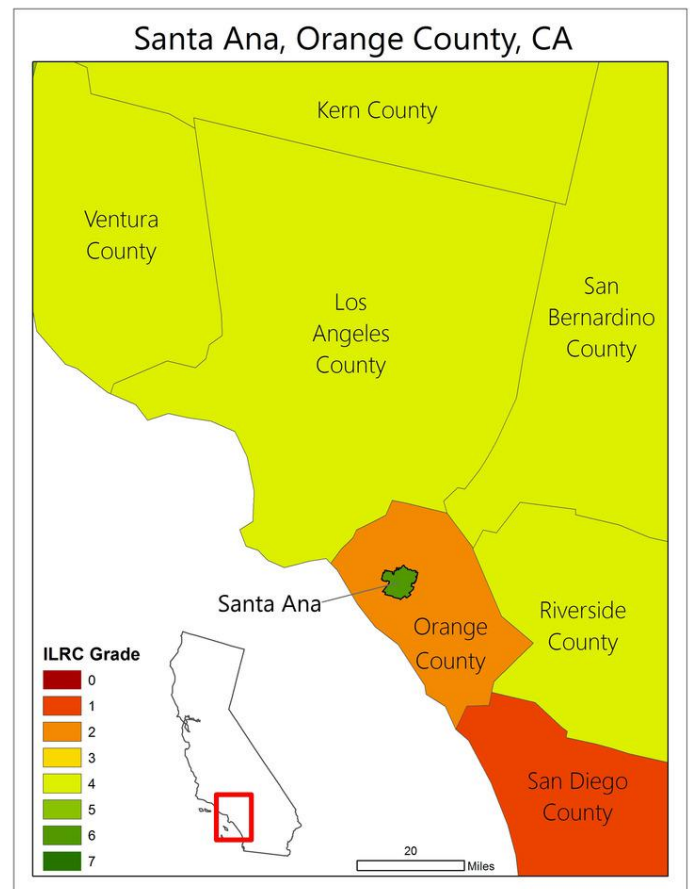 Santa Ana, Orange County, CA
Kern County
Ventura
County
Los
Angeles
County
San
Bernardino
County
Santa Ana
Orange
County
Riverside
County
San Diego
County
ILRC Grade
0
1
2
3
4
5
6
7
20
Miles